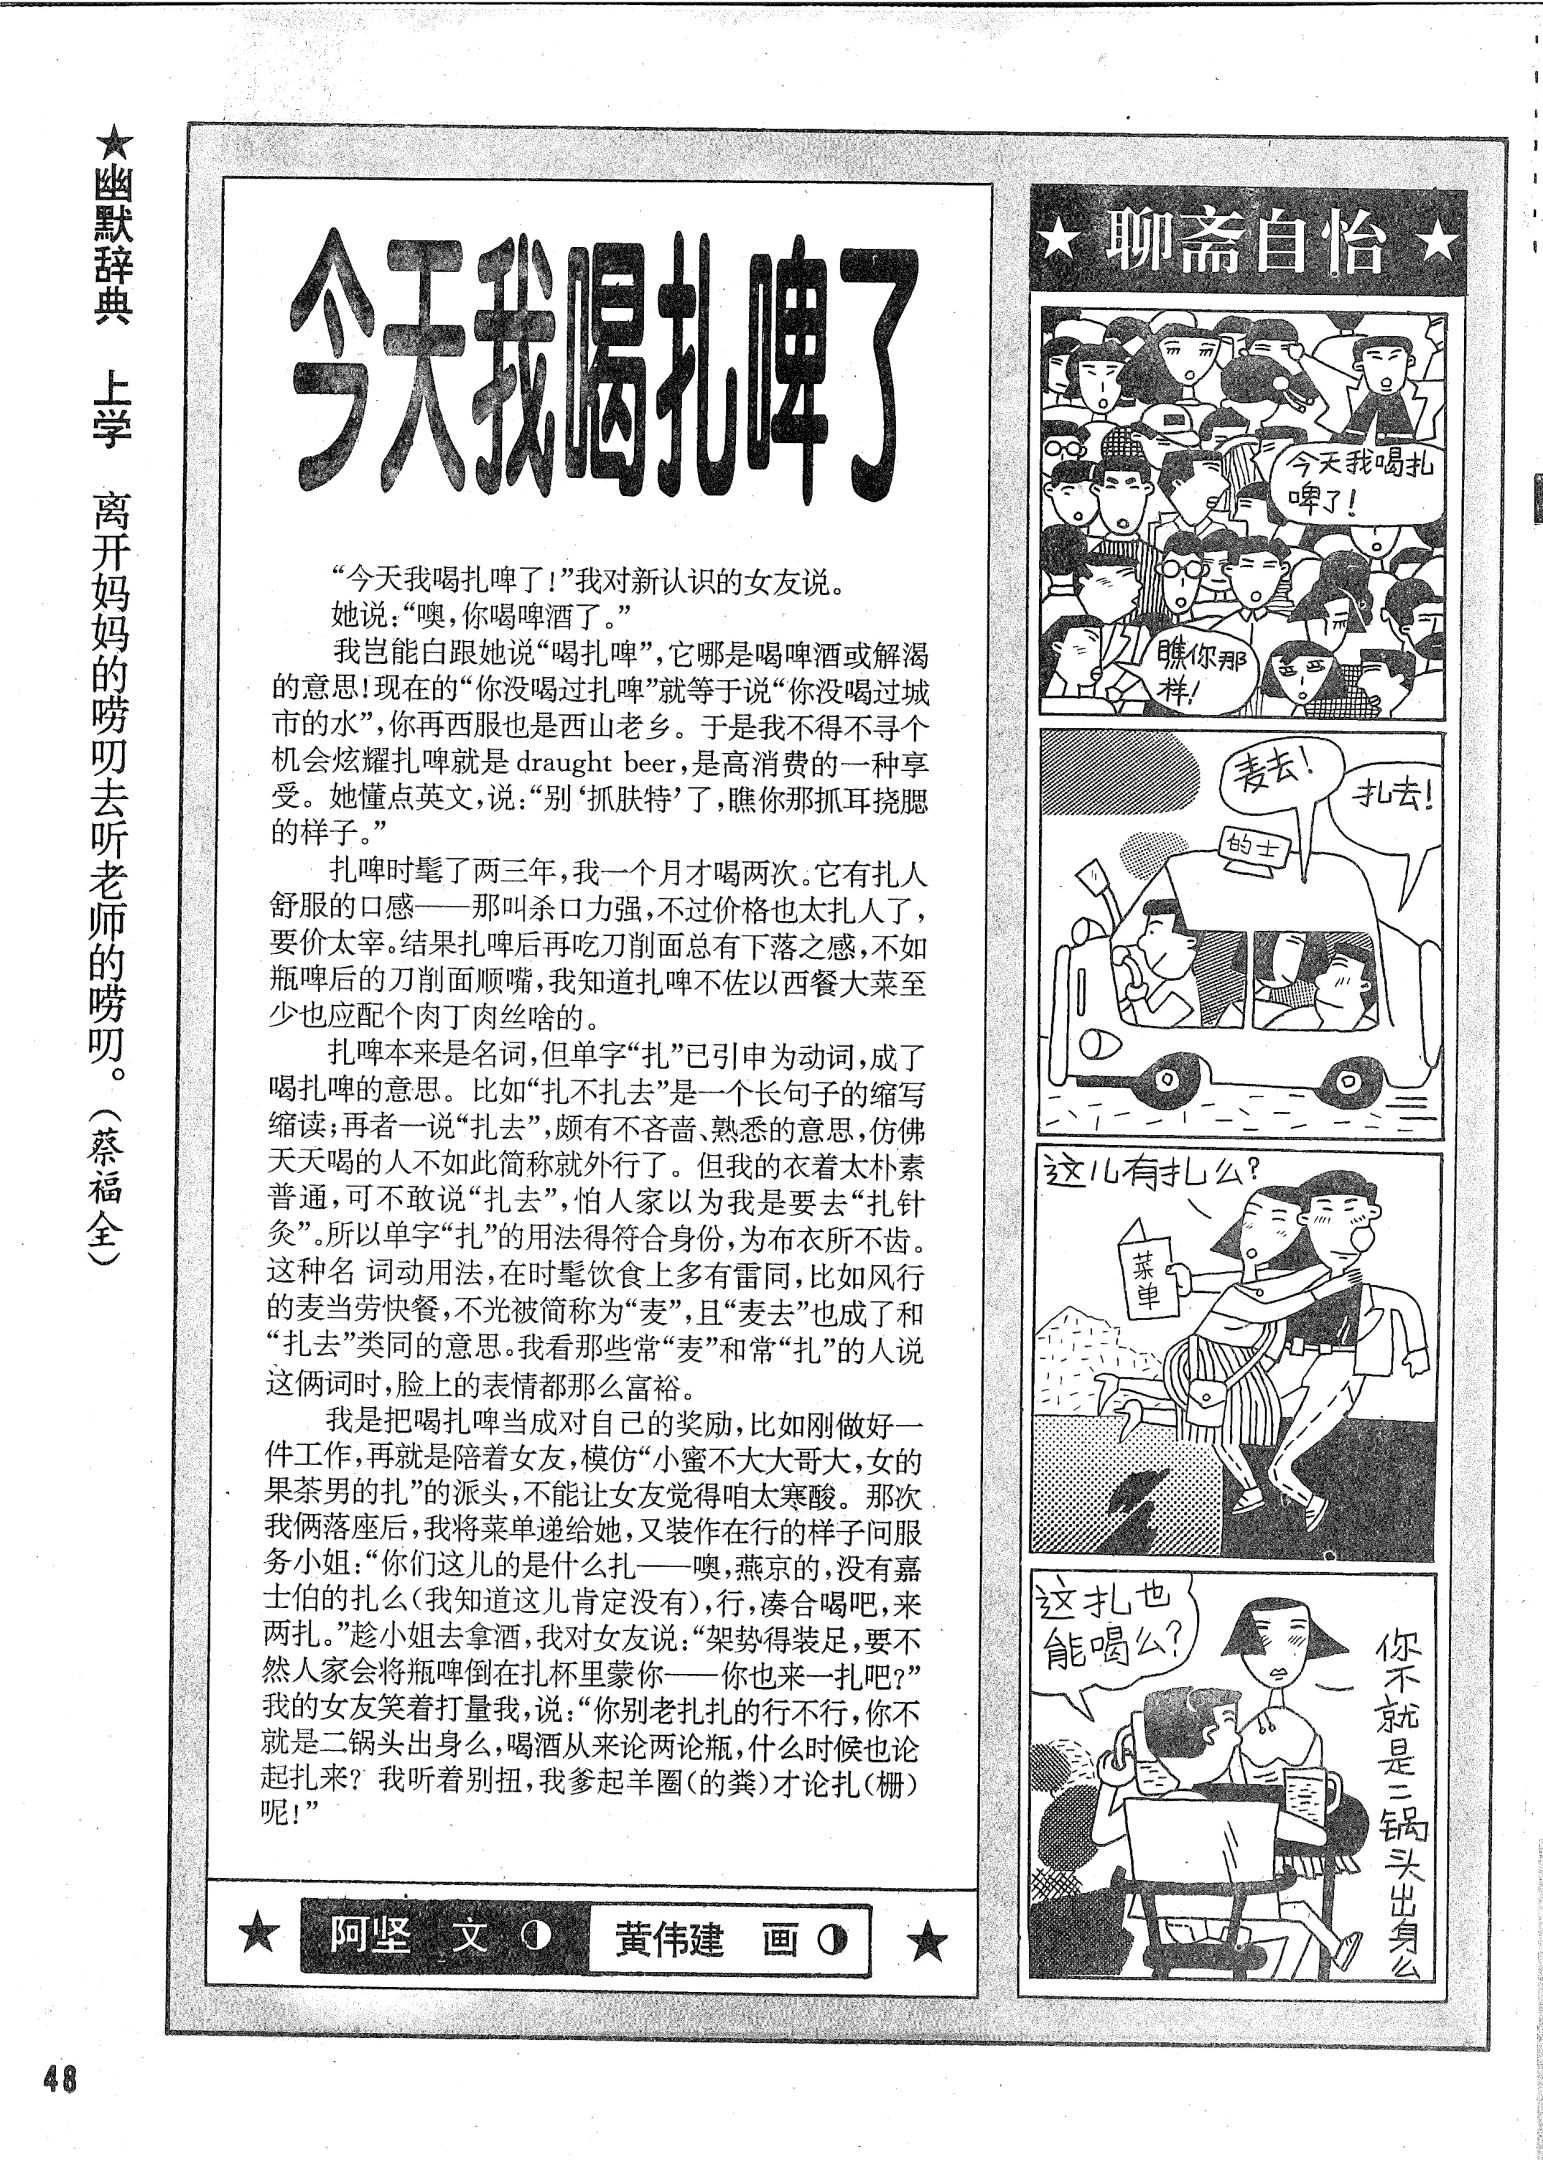 ★幽默辞典 上学 离开妈妈的唠叨去听老师的唠叨。(蔡福全)
今天我喝扎啤了
“今天我喝扎啤了!”我对新认识的女友说。
她说:“噢,你喝啤酒了。”
我岂能白跟她说“喝扎啤”,它哪是喝啤酒或解渴
的意思!现在的“你没喝过扎啤”就等于说“你没喝过城
市的水”,你再西服也是西山老乡。于是我不得不寻个
机会炫耀扎啤就是 draught beer,是高消费的一种享
受。她懂点英文,说:“别‘抓肤特’了,瞧你那抓耳挠腮
的样子。”
扎啤时髦了两三年,我一个月才喝两次。它有扎人
舒服的口感——那叫杀口力强,不过价格也太扎人了,
要价太宰。结果扎啤后再吃刀削面总有下落之感,不如
瓶啤后的刀削面顺嘴,我知道扎啤不佐以西餐大菜至
少也应配个肉丁肉丝啥的。
扎啤本来是名词,但单字“扎”已引申为动词,成了
喝扎啤的意思。比如“扎不扎去”是一个长句子的缩写
缩读;再者一说“扎去”,颇有不吝啬、熟悉的意思,仿佛
天天喝的人不如此简称就外行了。但我的衣着太朴素
普通,可不敢说“扎去”,怕人家以为我是要去“扎针
灸”。所以单字“扎”的用法得符合身份,为布衣所不齿。
这种名 词动用法,在时髦饮食上多有雷同,比如风行
的麦当劳快餐,不光被简称为“麦”,且“麦去”也成了和
“扎去”类同的意思。我看那些常“麦”和常“扎”的人说
这俩词时,脸上的表情都那么富裕。
我是把喝扎啤当成对自己的奖励,比如刚做好一
件工作,再就是陪着女友,模仿“小蜜不大大哥大,女的
果茶男的扎”的派头,不能让女友觉得咱太寒酸。那次
我俩落座后,我将菜单递给她,又装作在行的样子问服
务小姐:“你们这儿的是什么扎——噢,燕京的,没有嘉
士伯的扎么(我知道这儿肯定没有),行,凑合喝吧,来
两扎。”趁小姐去拿酒,我对女友说:“架势得装足,要不
然人家会将瓶啤倒在扎杯里蒙你——你也来一扎吧?”
我的女友笑着打量我,说:“你别老扎扎的行不行,你不
就是二锅头出身么,喝酒从来论两论瓶,什么时候也论
起扎来?我听着别扭,我爹起羊圈(的粪)才论扎(栅)
呢!”
★ 阿坚 文 黄伟建 画 ★
★ 聊斋自怡 ★
今天我喝扎
啤了!
瞧你那
样!
麦去!
扎去!
的士
这儿有扎么?
菜单
这扎也
能喝么?
你不就是二锅头出身么
48